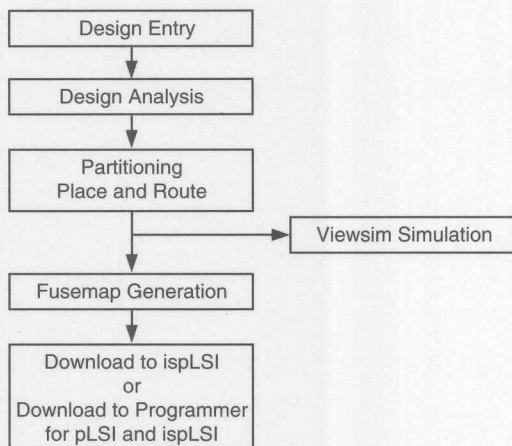 Design Entry
Design Analysis
Partitioning
Place and Route
Viewsim Simulation
Fusemap Generation
Download to ispLSI
or
Download to Programmer
for pLSI and ispLSI